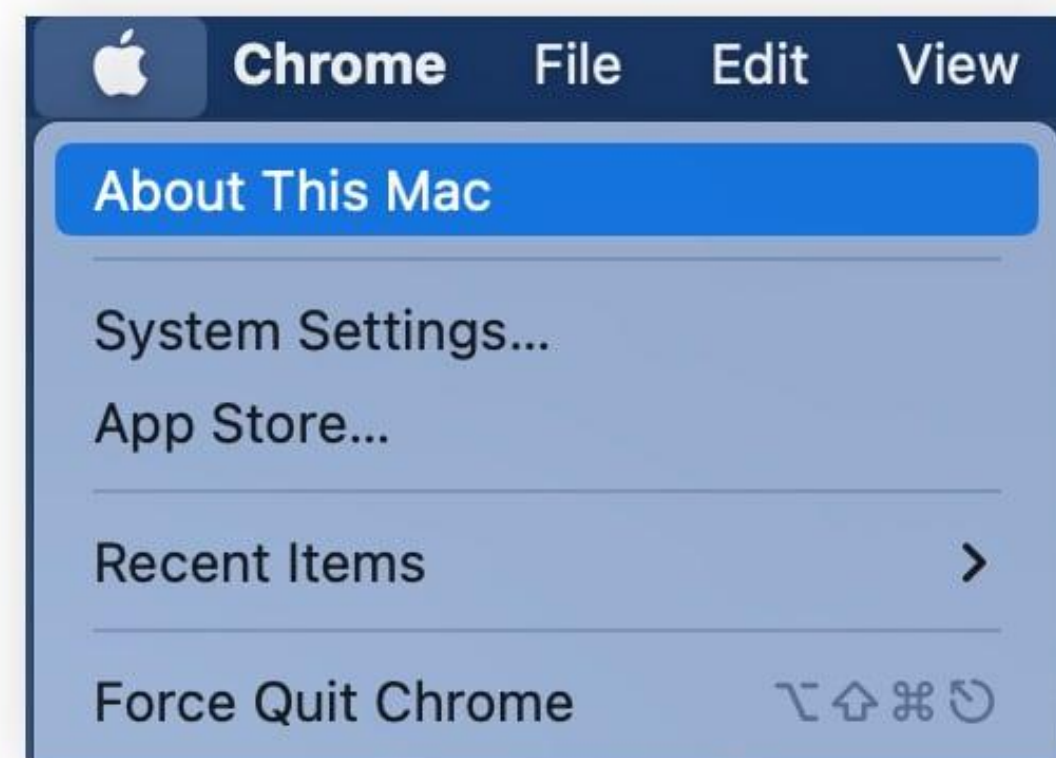 Chrome File Edit View
About This Mac
System Settings...
App Store...
Recent Items
Force Quit Chrome ⌥⇧⌘⎋